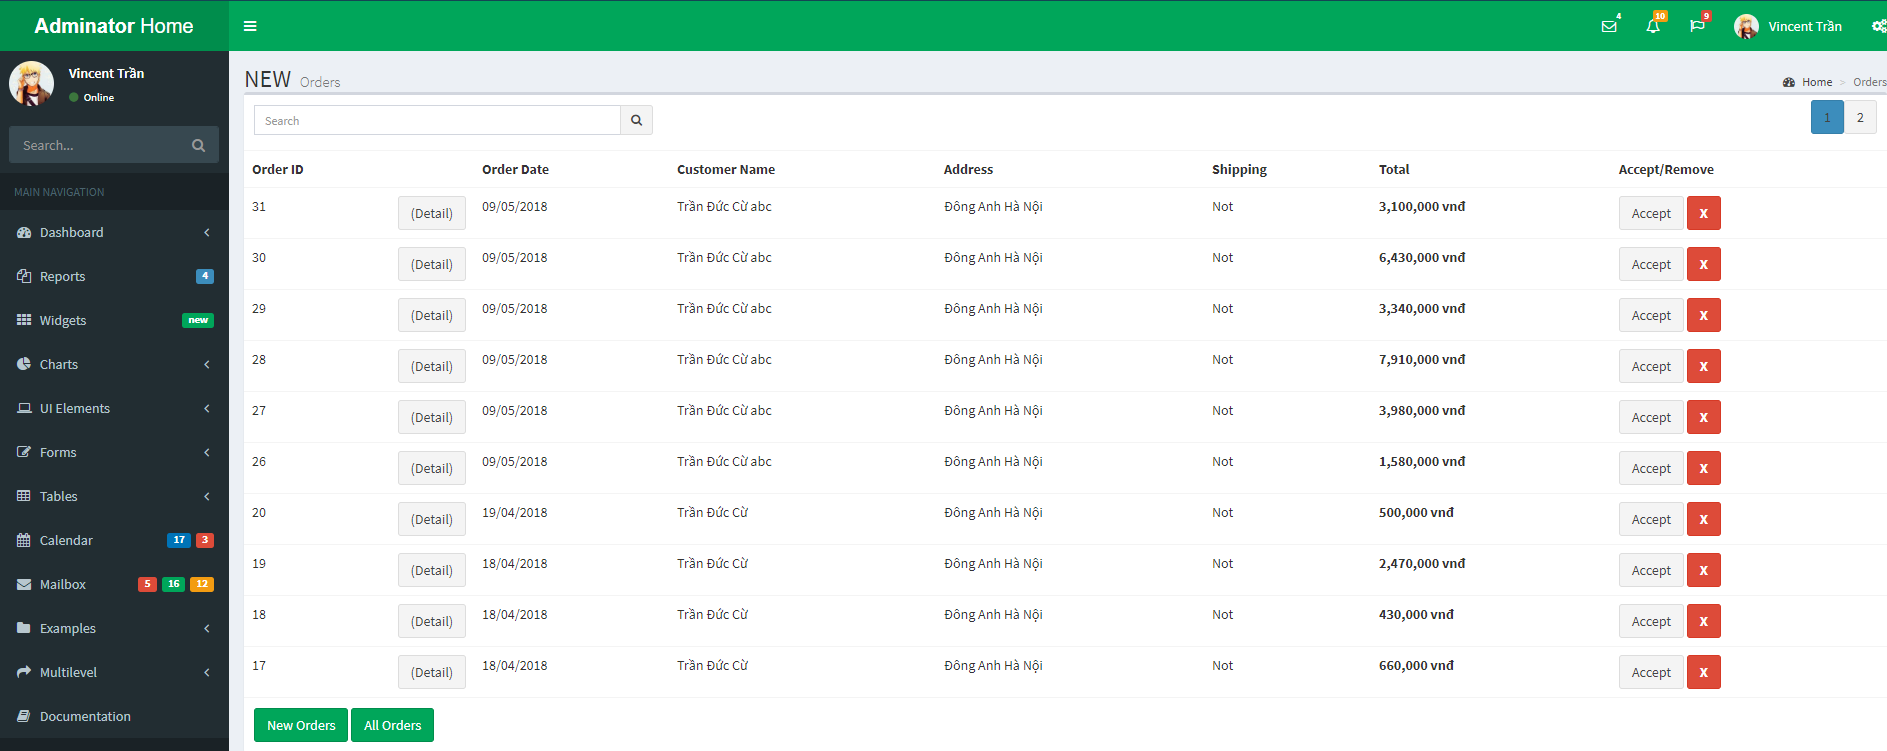 Adminator Home
4
10
9
Vincent Trần
Vincent Trần
Online
Search...
MAIN NAVIGATION
Dashboard
Reports 4
Widgets new
Charts
UI Elements
Forms
Tables
Calendar 17 3
Mailbox 5 16 12
Examples
Multilevel
Documentation
NEW Orders
Home > Orders
Search
1 2
Order ID Order Date Customer Name Address Shipping Total Accept/Remove
31 (Detail) 09/05/2018 Trần Đức Cừ abc Đông Anh Hà Nội Not 3,100,000 vnđ Accept X
30 (Detail) 09/05/2018 Trần Đức Cừ abc Đông Anh Hà Nội Not 6,430,000 vnđ Accept X
29 (Detail) 09/05/2018 Trần Đức Cừ abc Đông Anh Hà Nội Not 3,340,000 vnđ Accept X
28 (Detail) 09/05/2018 Trần Đức Cừ abc Đông Anh Hà Nội Not 7,910,000 vnđ Accept X
27 (Detail) 09/05/2018 Trần Đức Cừ abc Đông Anh Hà Nội Not 3,980,000 vnđ Accept X
26 (Detail) 09/05/2018 Trần Đức Cừ abc Đông Anh Hà Nội Not 1,580,000 vnđ Accept X
20 (Detail) 19/04/2018 Trần Đức Cừ Đông Anh Hà Nội Not 500,000 vnđ Accept X
19 (Detail) 18/04/2018 Trần Đức Cừ Đông Anh Hà Nội Not 2,470,000 vnđ Accept X
18 (Detail) 18/04/2018 Trần Đức Cừ Đông Anh Hà Nội Not 430,000 vnđ Accept X
17 (Detail) 18/04/2018 Trần Đức Cừ Đông Anh Hà Nội Not 660,000 vnđ Accept X
New Orders All Orders